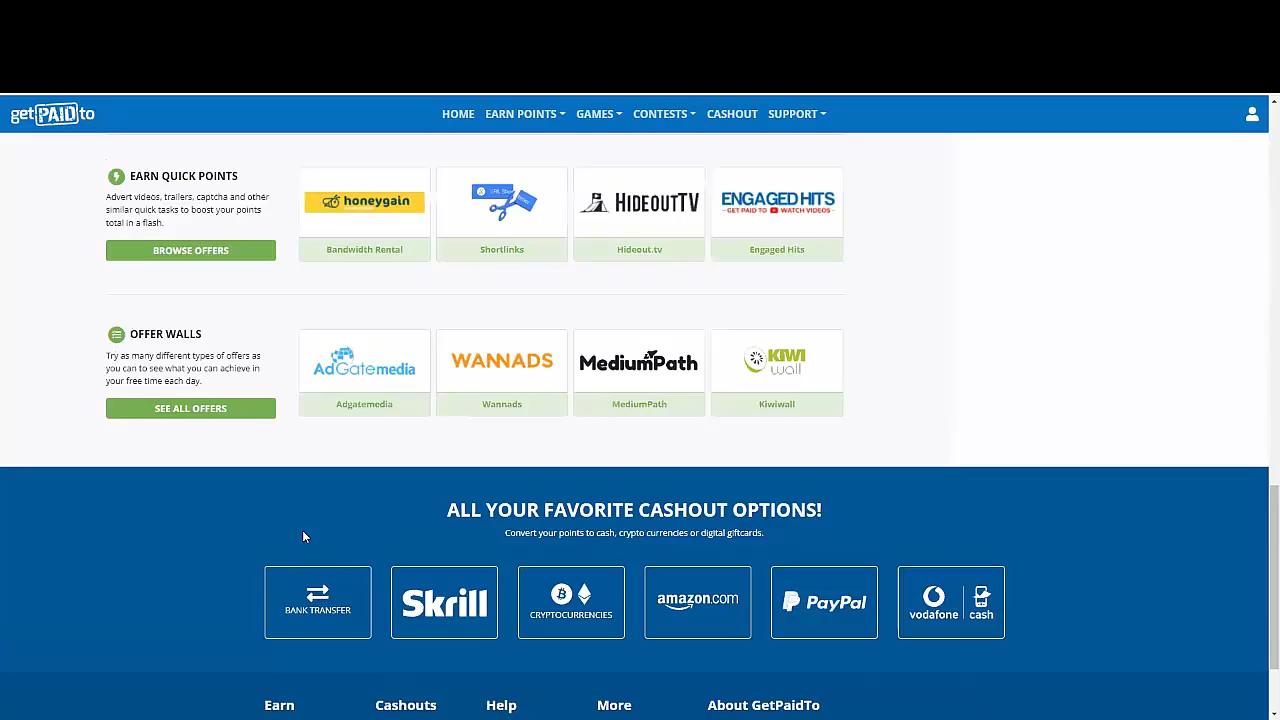 getPAIDto
HOME EARN POINTS GAMES CONTESTS CASHOUT SUPPORT
EARN QUICK POINTS
Advert videos, trailers, captcha and other
similar quick tasks to boost your points
total in a flash.
BROWSE OFFERS
honeygain
Bandwidth Rental
Shortlinks
HIDEOUTTV
Hideout.tv
ENGAGED HITS
GET PAID TO WATCH VIDEOS
Engaged Hits
OFFER WALLS
Try as many different types of offers as
you can to see what you can achieve in
your free time each day.
SEE ALL OFFERS
AdGatemedia
Adgatemedia
WANNADS
Wannads
MediumPath
MediumPath
KIWI
wall
Kiwiwall
ALL YOUR FAVORITE CASHOUT OPTIONS!
Convert your points to cash, crypto currencies or digital giftcards.
BANK TRANSFER
Skrill
CRYPTOCURRENCIES
amazon.com
PayPal
vodafone cash
Earn Cashouts Help More About GetPaidTo